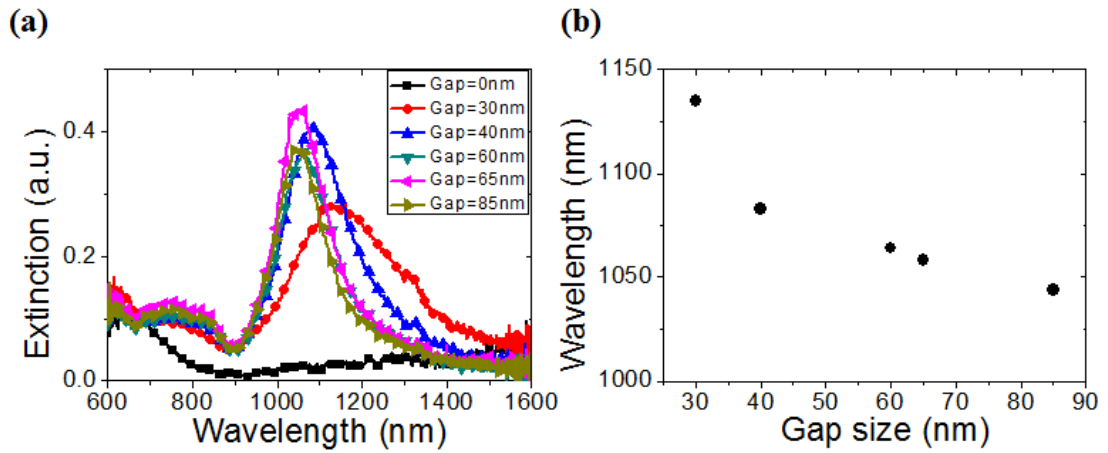 (a)
Extinction (a.u.)
0.4
0.2
0.0
Gap=0nm
Gap=30nm
Gap=40nm
Gap=60nm
Gap=65nm
Gap=85nm
600 800 1000 1200 1400 1600
Wavelength (nm)
(b)
Wavelength (nm)
1150
1100
1050
1000
30 40 50 60 70 80 90
Gap size (nm)